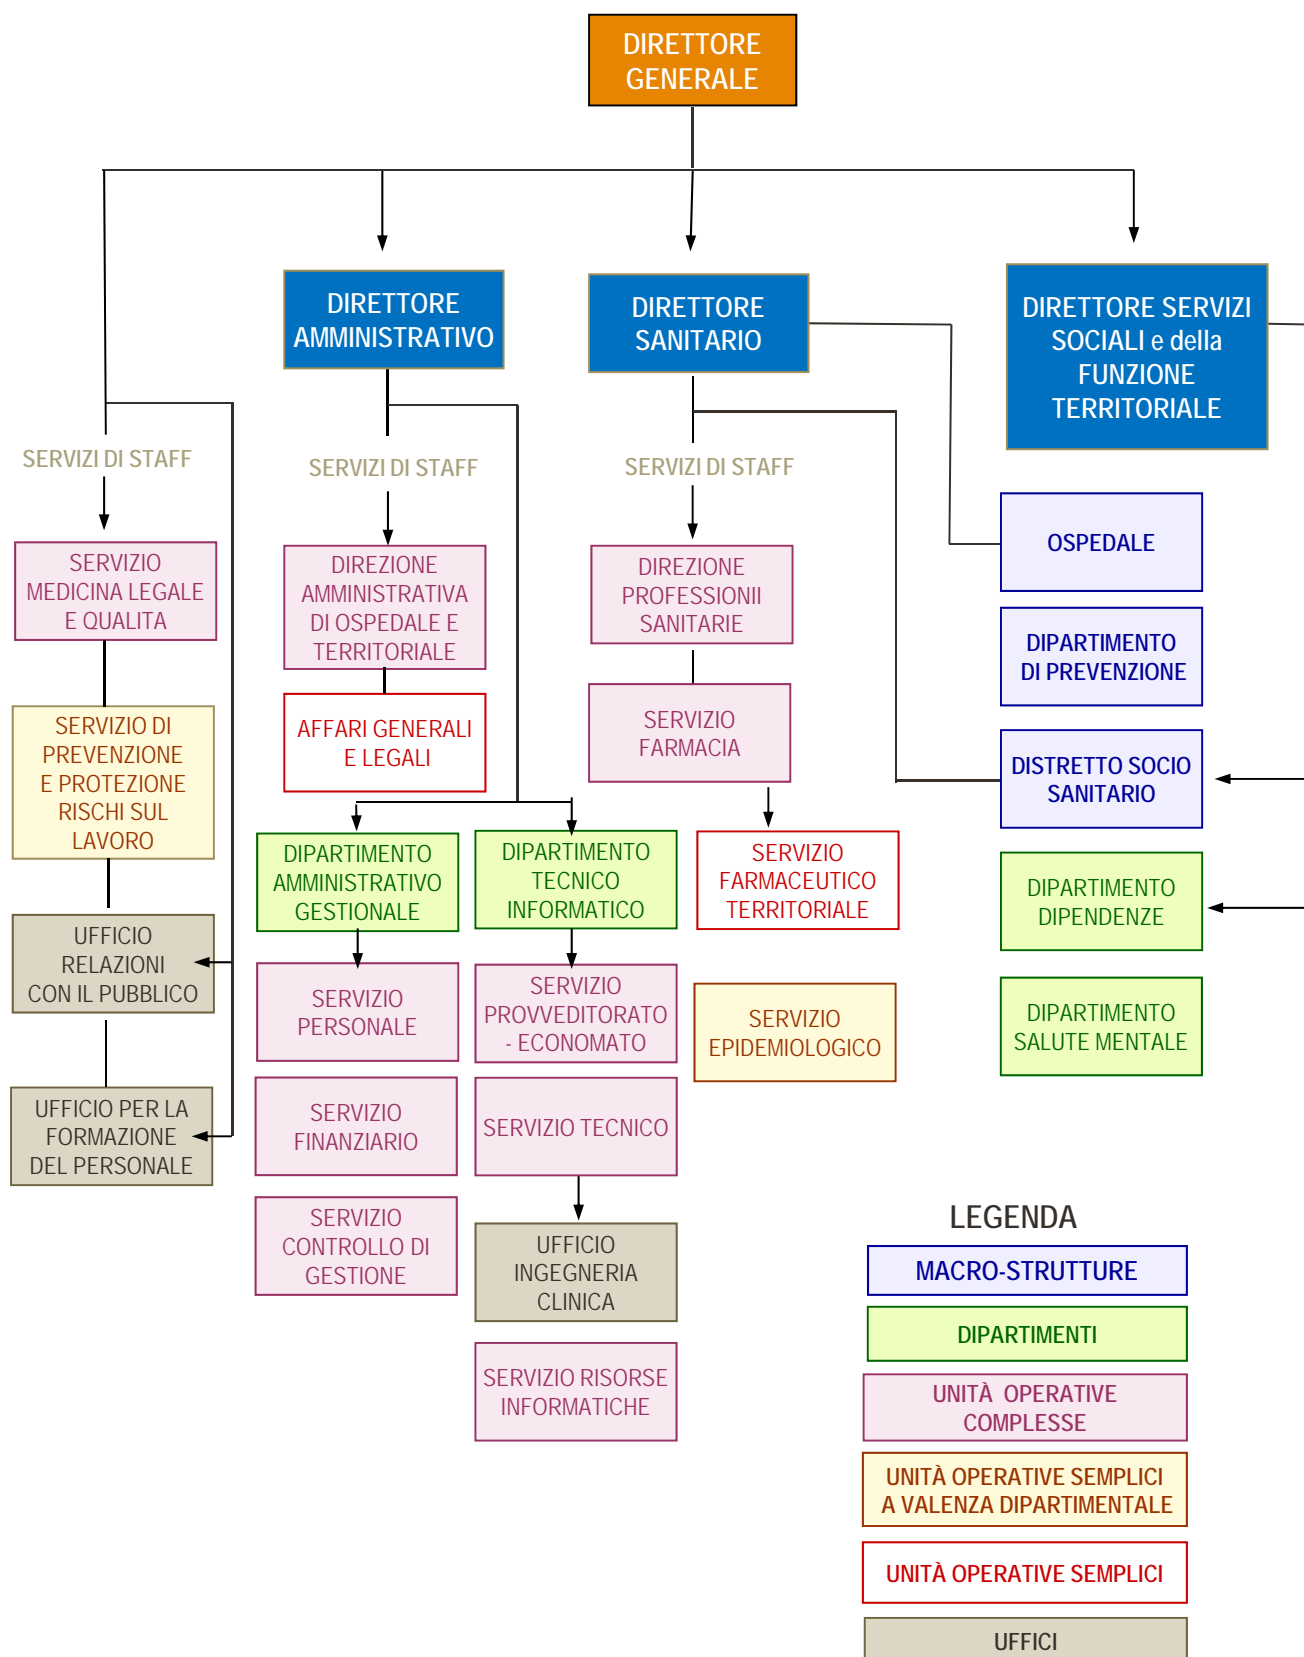 DIRETTORE
GENERALE
DIRETTORE
AMMINISTRATIVO
DIRETTORE
SANITARIO
DIRETTORE SERVIZI
SOCIALI e della
FUNZIONE
TERRITORIALE
SERVIZI DI STAFF
SERVIZI DI STAFF
SERVIZI DI STAFF
SERVIZIO
MEDICINA LEGALE
E QUALITA
SERVIZIO DI
PREVENZIONE
E PROTEZIONE
RISCHI SUL
LAVORO
UFFICIO
RELAZIONI
CON IL PUBBLICO
UFFICIO PER LA
FORMAZIONE
DEL PERSONALE
DIREZIONE
AMMINISTRATIVA
DI OSPEDALE E
TERRITORIALE
AFFARI GENERALI
E LEGALI
DIPARTIMENTO
AMMINISTRATIVO
GESTIONALE
SERVIZIO
PERSONALE
SERVIZIO
FINANZIARIO
SERVIZIO
CONTROLLO DI
GESTIONE
DIPARTIMENTO
TECNICO
INFORMATICO
SERVIZIO
PROVVEDITORATO
- ECONOMATO
SERVIZIO TECNICO
UFFICIO
INGEGNERIA
CLINICA
SERVIZIO RISORSE
INFORMATICHE
DIREZIONE
PROFESSIONII
SANITARIE
SERVIZIO
FARMACIA
SERVIZIO
FARMACEUTICO
TERRITORIALE
SERVIZIO
EPIDEMIOLOGICO
OSPEDALE
DIPARTIMENTO
DI PREVENZIONE
DISTRETTO SOCIO
SANITARIO
DIPARTIMENTO
DIPENDENZE
DIPARTIMENTO
SALUTE MENTALE
LEGENDA
MACRO-STRUTTURE
DIPARTIMENTI
UNITÀ OPERATIVE
COMPLESSE
UNITÀ OPERATIVE SEMPLICI
A VALENZA DIPARTIMENTALE
UNITÀ OPERATIVE SEMPLICI
UFFICI